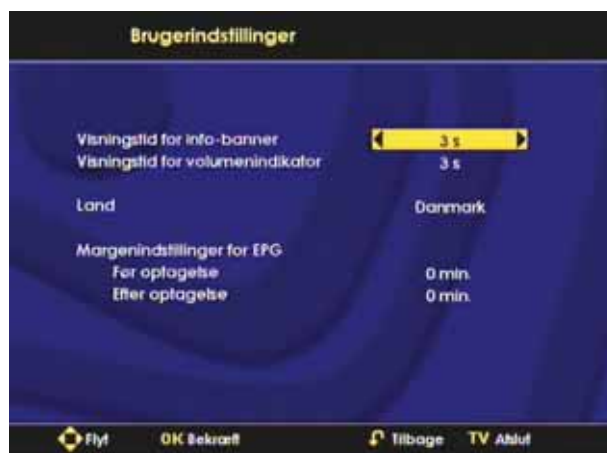 Brugerindstillinger
Visningstid for info-banner 3 s
Visningstid for volumenindikator 3 s
Land Danmark
Margenindstillinger for EPG
Før optagelse 0 min.
Efter optagelse 0 min.
Flyt OK Bekræft Tilbage TV Afslut